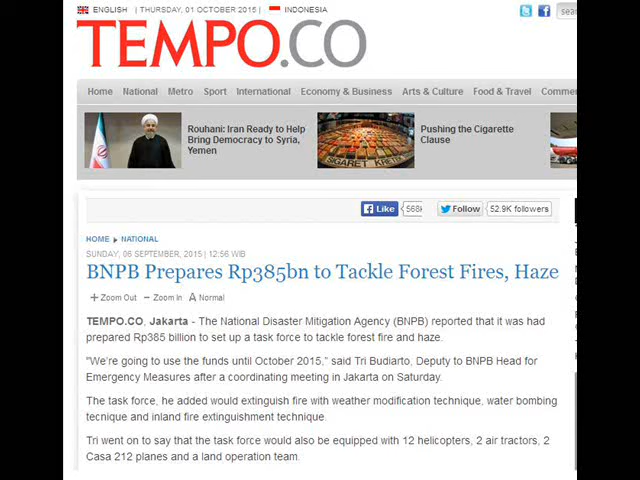 ENGLISH | THURSDAY, 01 OCTOBER 2015 | INDONESIA
TEMPO.CO
sear
Home National Metro Sport International Economy & Business Arts & Culture Food & Travel Commer
Rouhani: Iran Ready to Help
Bring Democracy to Syria,
Yemen
Pushing the Cigarette
Clause
SIGARET KRETEK
Like 568k Follow 52.9K followers
HOME NATIONAL
SUNDAY, 06 SEPTEMBER, 2015 | 12:56 WIB
BNPB Prepares Rp385bn to Tackle Forest Fires, Haze
Zoom Out Zoom In A Normal
TEMPO.CO, Jakarta - The National Disaster Mitigation Agency (BNPB) reported that it was had
prepared Rp385 billion to set up a task force to tackle forest fire and haze.
"We're going to use the funds until October 2015," said Tri Budiarto, Deputy to BNPB Head for
Emergency Measures after a coordinating meeting in Jakarta on Saturday.
The task force, he added would extinguish fire with weather modification technique, water bombing
tecnique and inland fire extinguishment technique.
Tri went on to say that the task force would also be equipped with 12 helicopters, 2 air tractors, 2
Casa 212 planes and a land operation team.